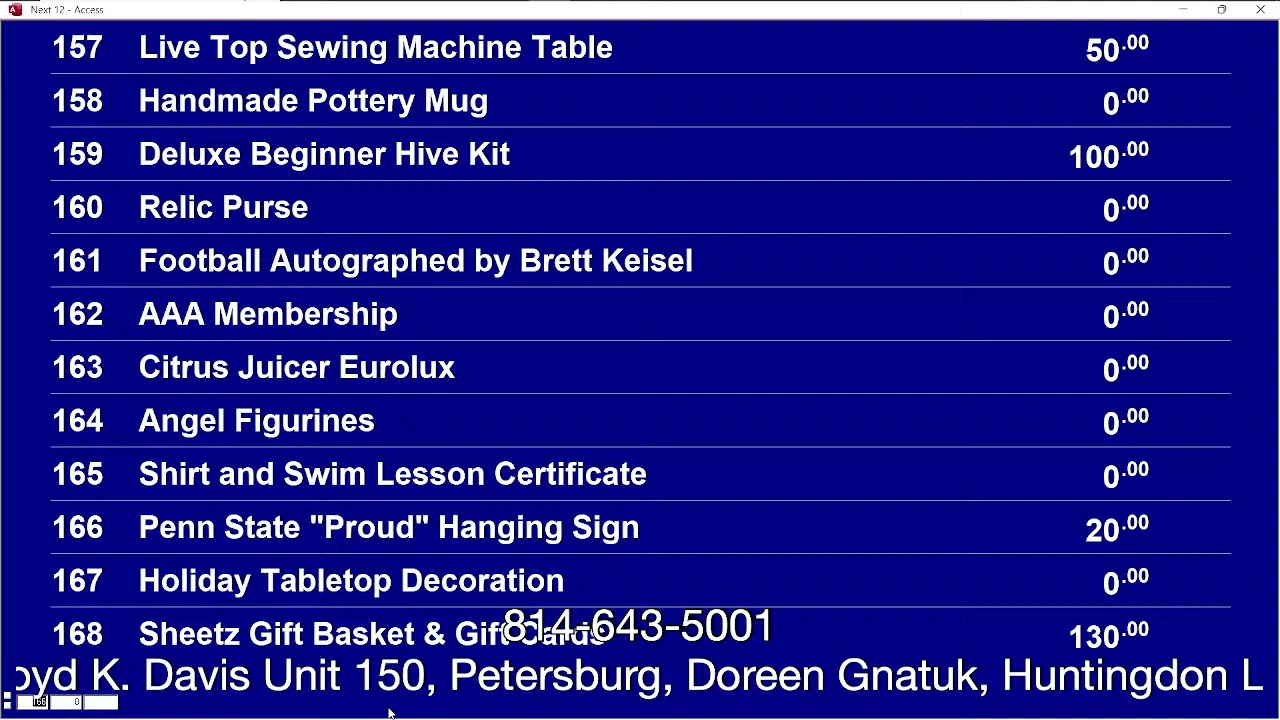 Next 12 - Access
157 Live Top Sewing Machine Table 50.00
158 Handmade Pottery Mug 0.00
159 Deluxe Beginner Hive Kit 100.00
160 Relic Purse 0.00
161 Football Autographed by Brett Keisel 0.00
162 AAA Membership 0.00
163 Citrus Juicer Eurolux 0.00
164 Angel Figurines 0.00
165 Shirt and Swim Lesson Certificate 0.00
166 Penn State "Proud" Hanging Sign 20.00
167 Holiday Tabletop Decoration 0.00
168 Sheetz Gift Basket & Gift Cards 130.00
814-643-5001
oyd K. Davis Unit 150, Petersburg, Doreen Gnatuk, Huntingdon L
0